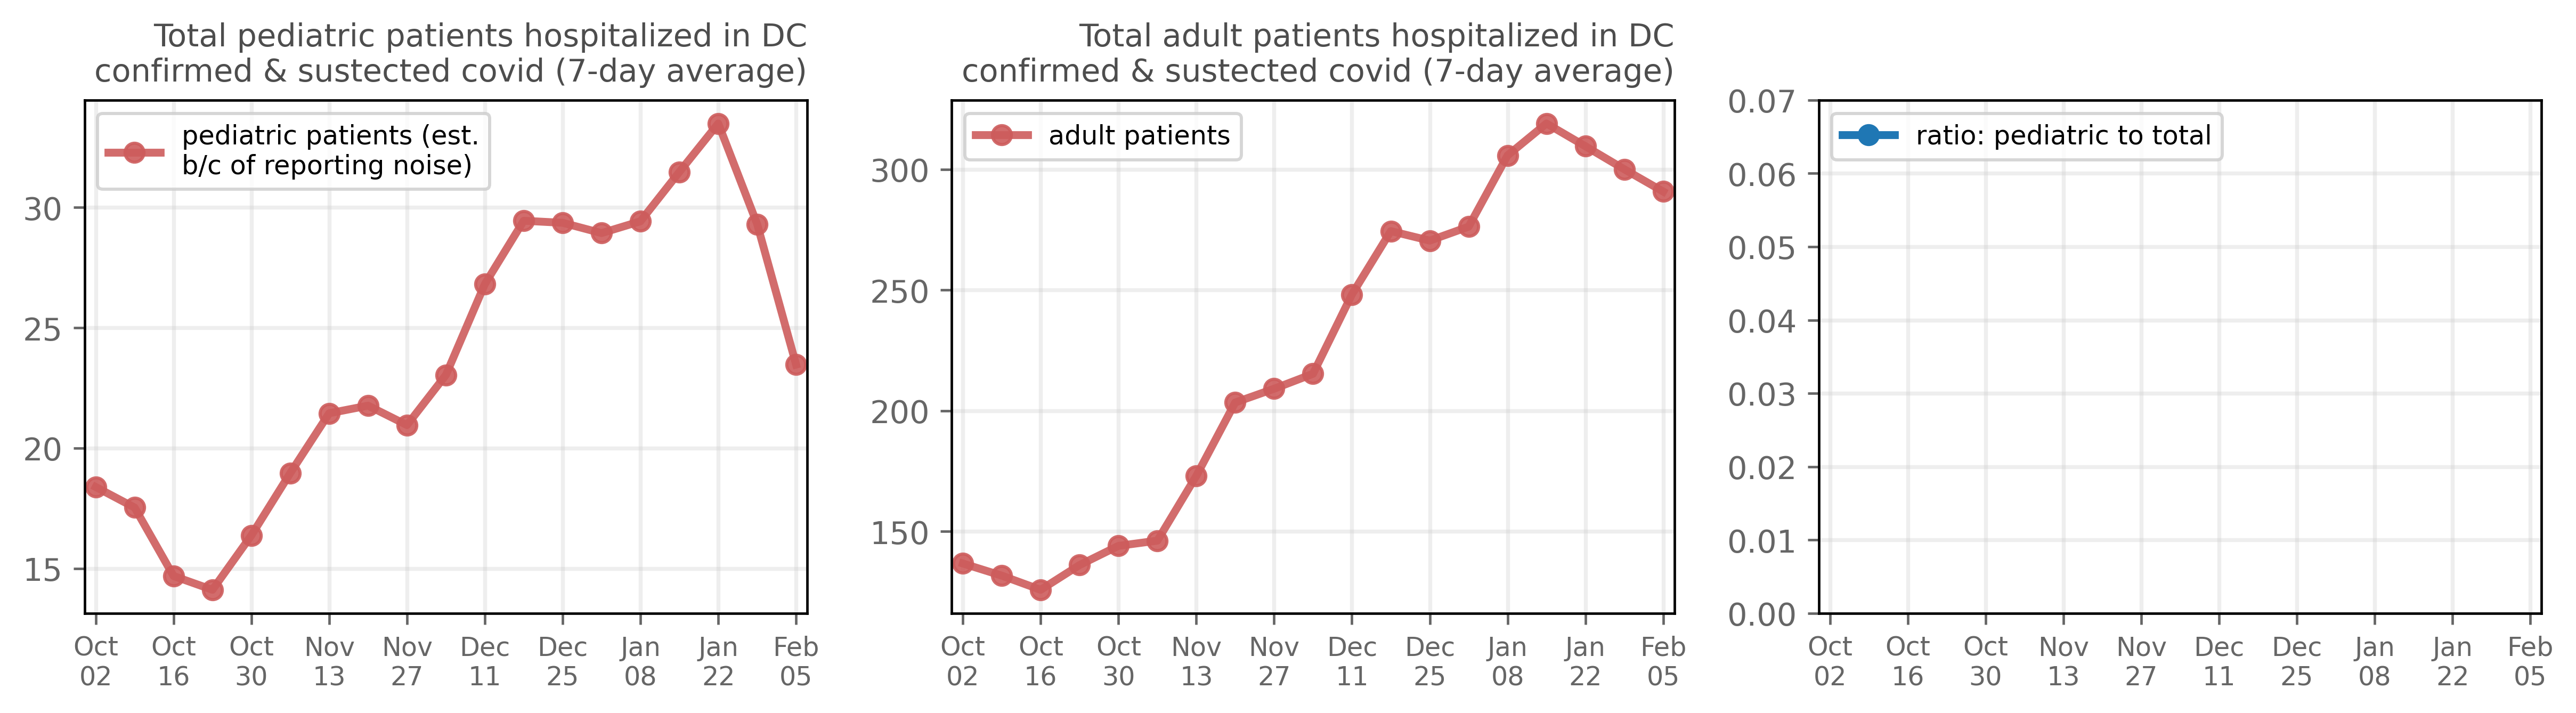 Total pediatric patients hospitalized in DC
confirmed & sustected covid (7-day average)
pediatric patients (est.
b/c of reporting noise)
30
25
20
15
Oct 02
Oct 16
Oct 30
Nov 13
Nov 27
Dec 11
Dec 25
Jan 08
Jan 22
Feb 05
Total adult patients hospitalized in DC
confirmed & sustected covid (7-day average)
adult patients
300
250
200
150
Oct 02
Oct 16
Oct 30
Nov 13
Nov 27
Dec 11
Dec 25
Jan 08
Jan 22
Feb 05
ratio: pediatric to total
0.07
0.06
0.05
0.04
0.03
0.02
0.01
0.00
Oct 02
Oct 16
Oct 30
Nov 13
Nov 27
Dec 11
Dec 25
Jan 08
Jan 22
Feb 05